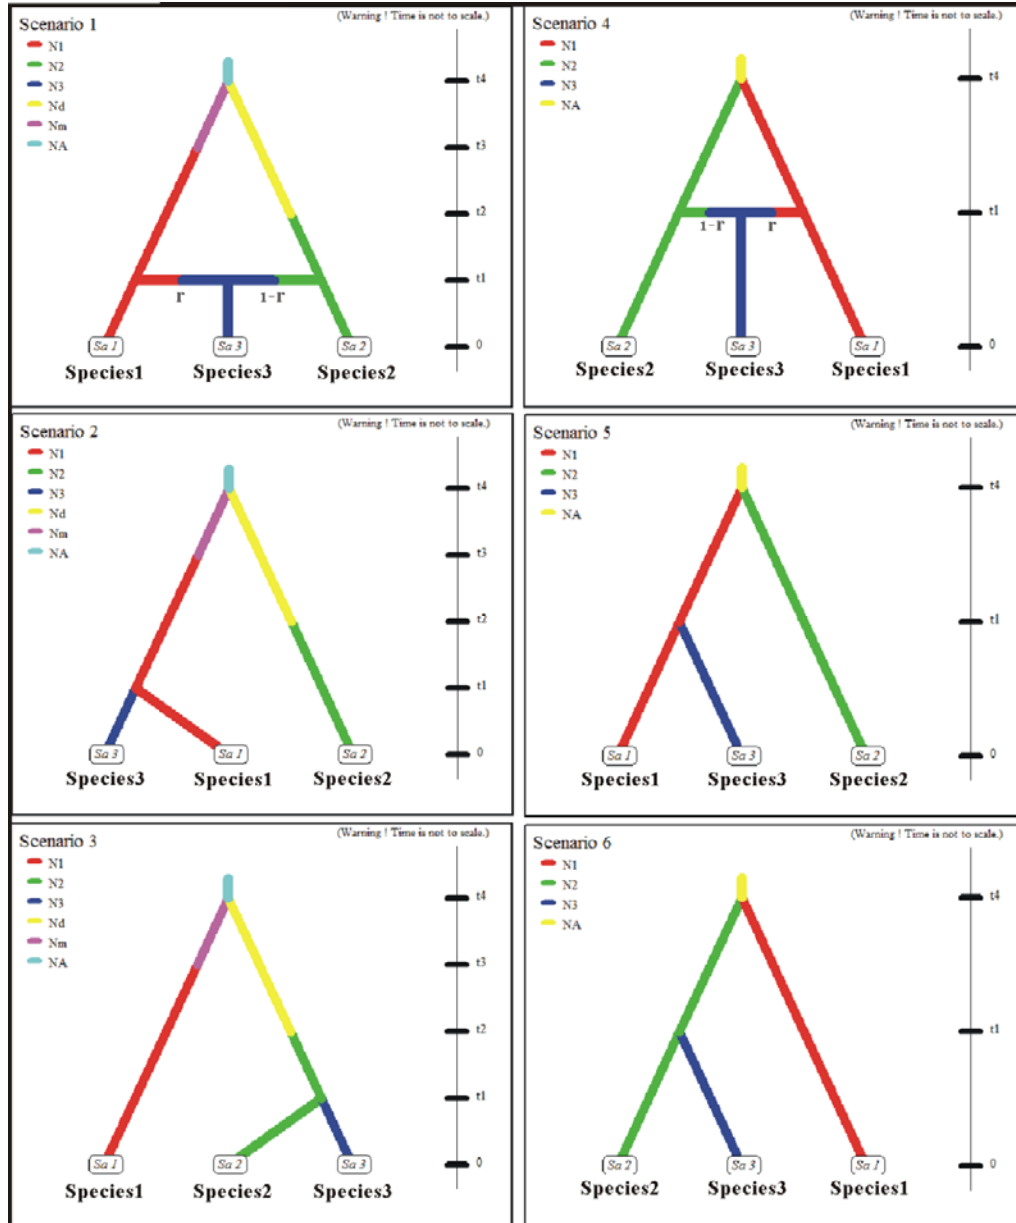 Scenario 1
(Warning ! Time is not to scale.)
N1
N2
N3
Nd
Nm
NA
t4
t3
t2
t1
0
r
1-r
Sa 1
Sa 3
Sa 2
Species1
Species3
Species2
Scenario 4
(Warning ! Time is not to scale.)
N1
N2
N3
NA
t4
t1
0
1-r
r
Sa 2
Sa 3
Sa 1
Species2
Species3
Species1
Scenario 2
(Warning ! Time is not to scale.)
N1
N2
N3
Nd
Nm
NA
t4
t3
t2
t1
0
Sa 3
Sa 1
Sa 2
Species3
Species1
Species2
Scenario 5
(Warning ! Time is not to scale.)
N1
N2
N3
NA
t4
t1
0
Sa 1
Sa 3
Sa 2
Species1
Species3
Species2
Scenario 3
(Warning ! Time is not to scale.)
N1
N2
N3
Nd
Nm
NA
t4
t3
t2
t1
0
Sa 1
Sa 2
Sa 3
Species1
Species2
Species3
Scenario 6
(Warning ! Time is not to scale.)
N1
N2
N3
NA
t4
t1
0
Sa 2
Sa 3
Sa 1
Species2
Species3
Species1